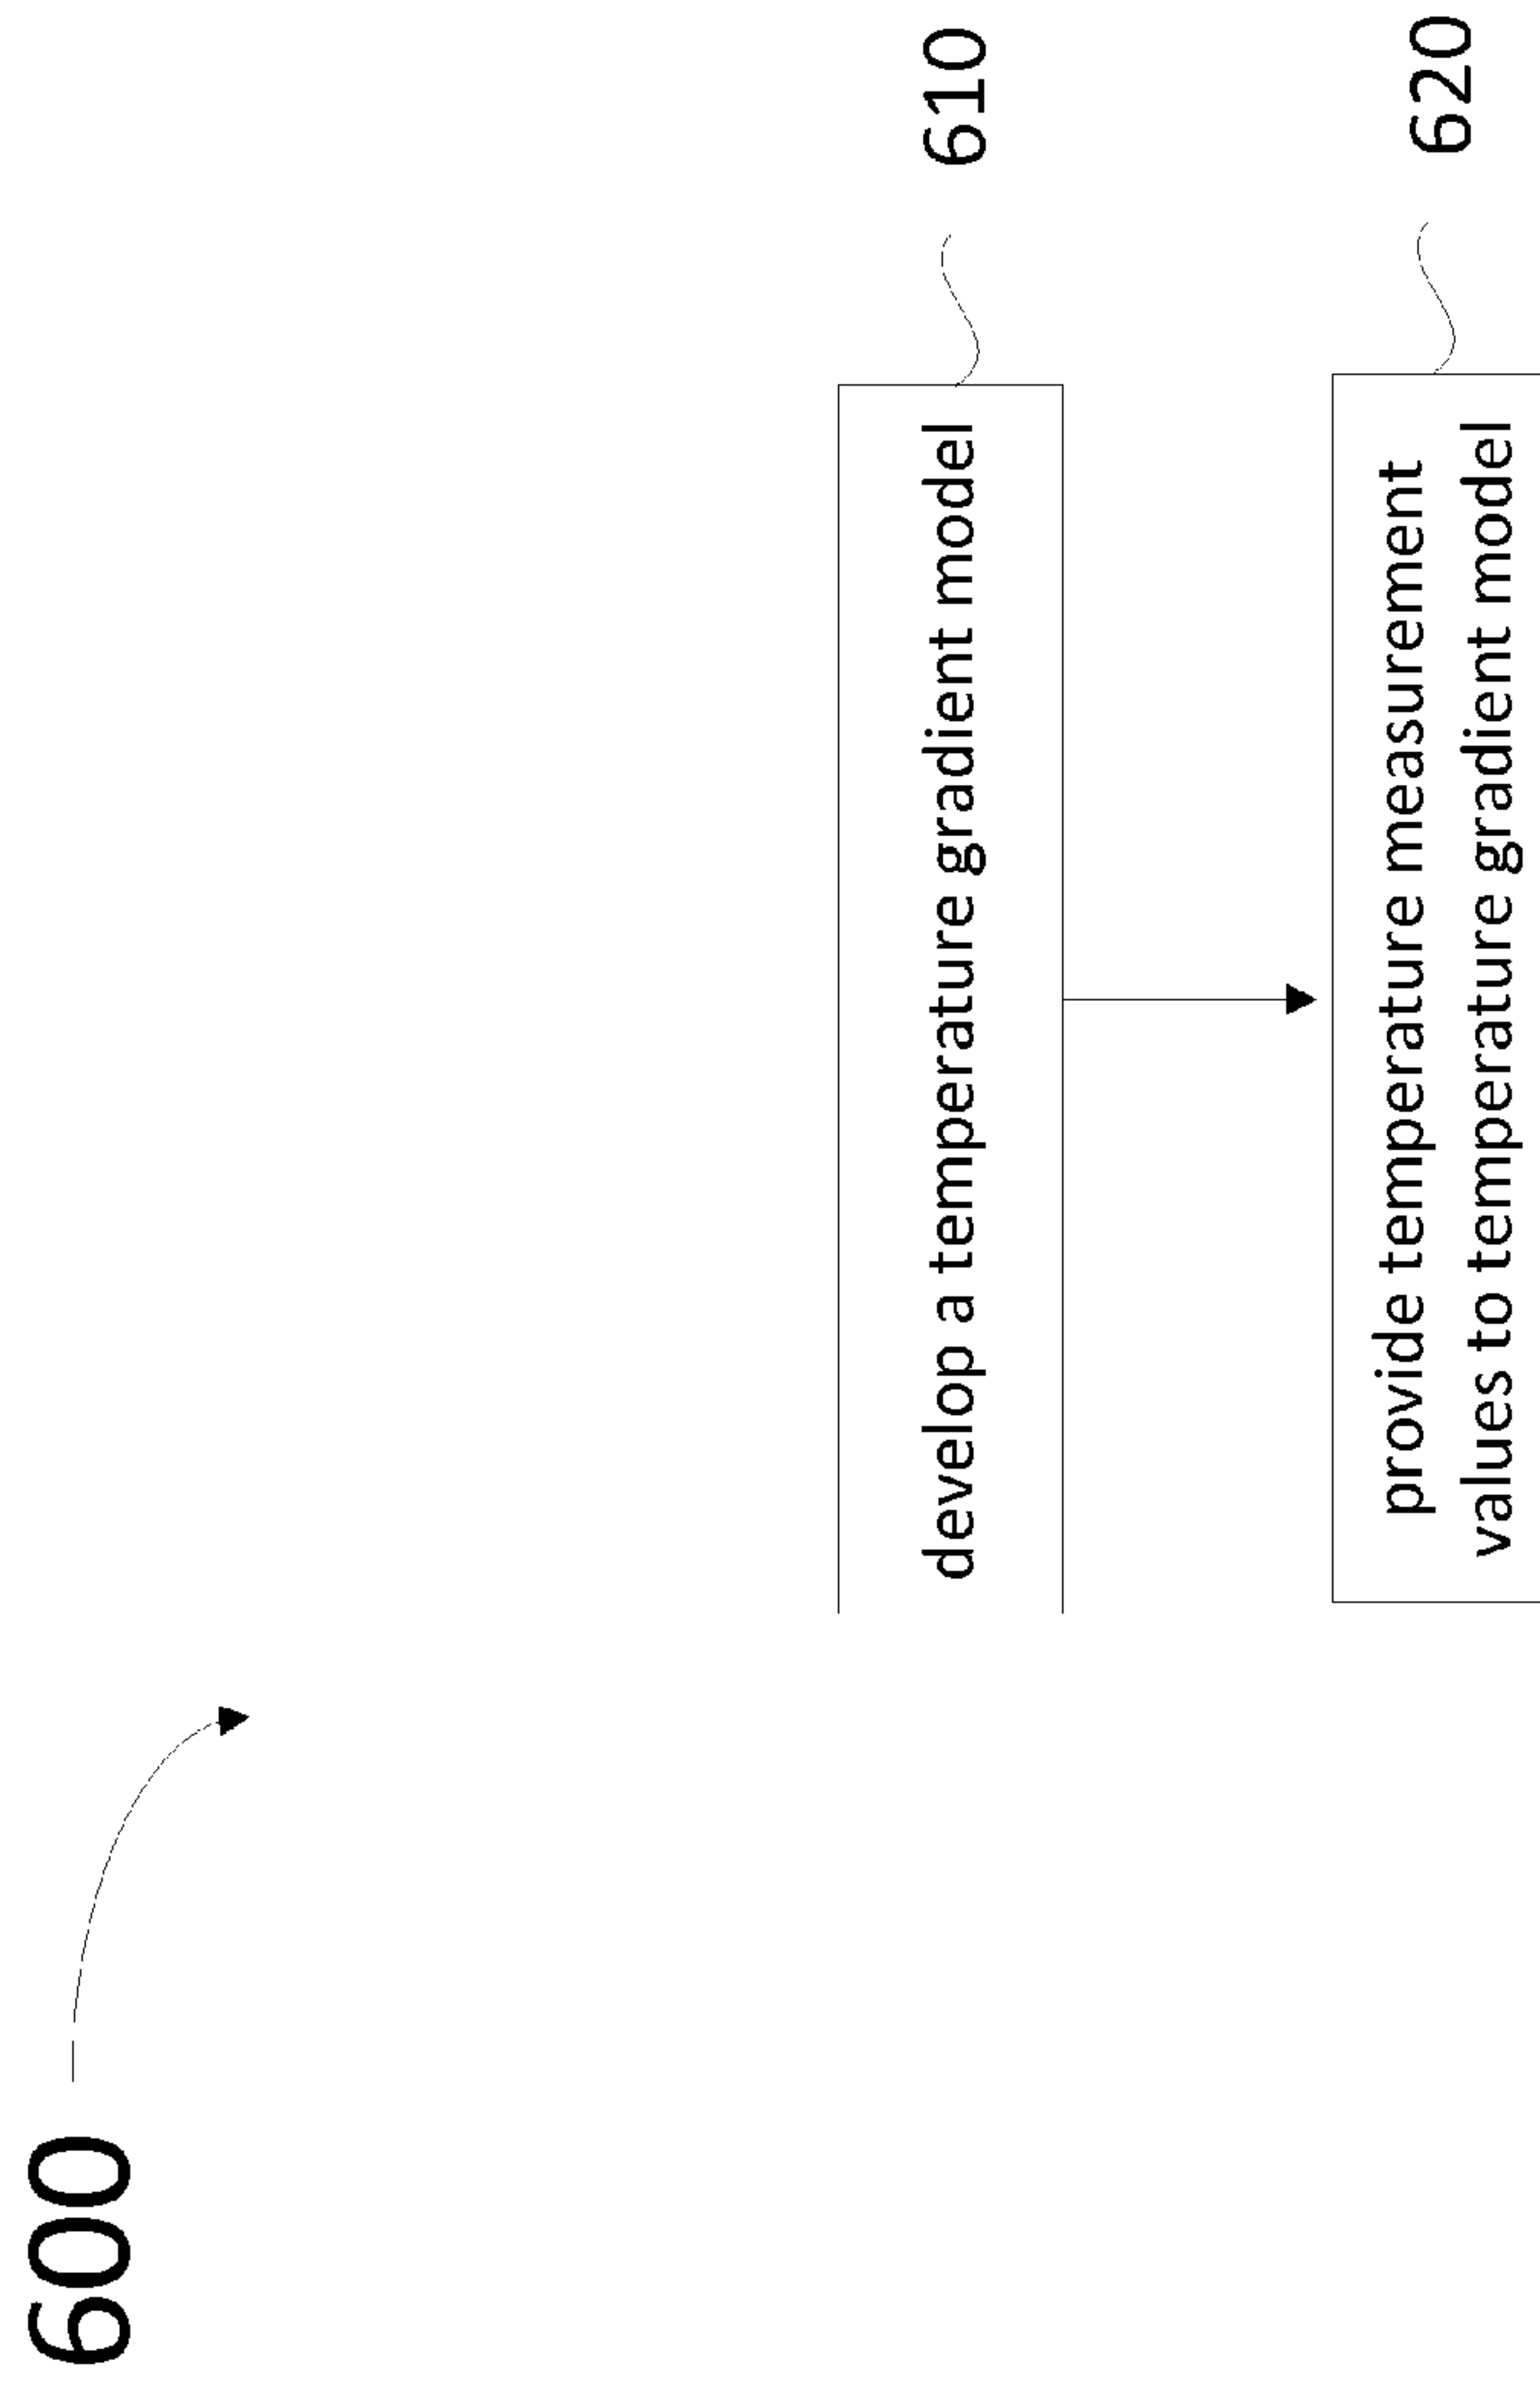 600
develop a temperature gradient model
610
provide temperature measurement
values to temperature gradient model
620